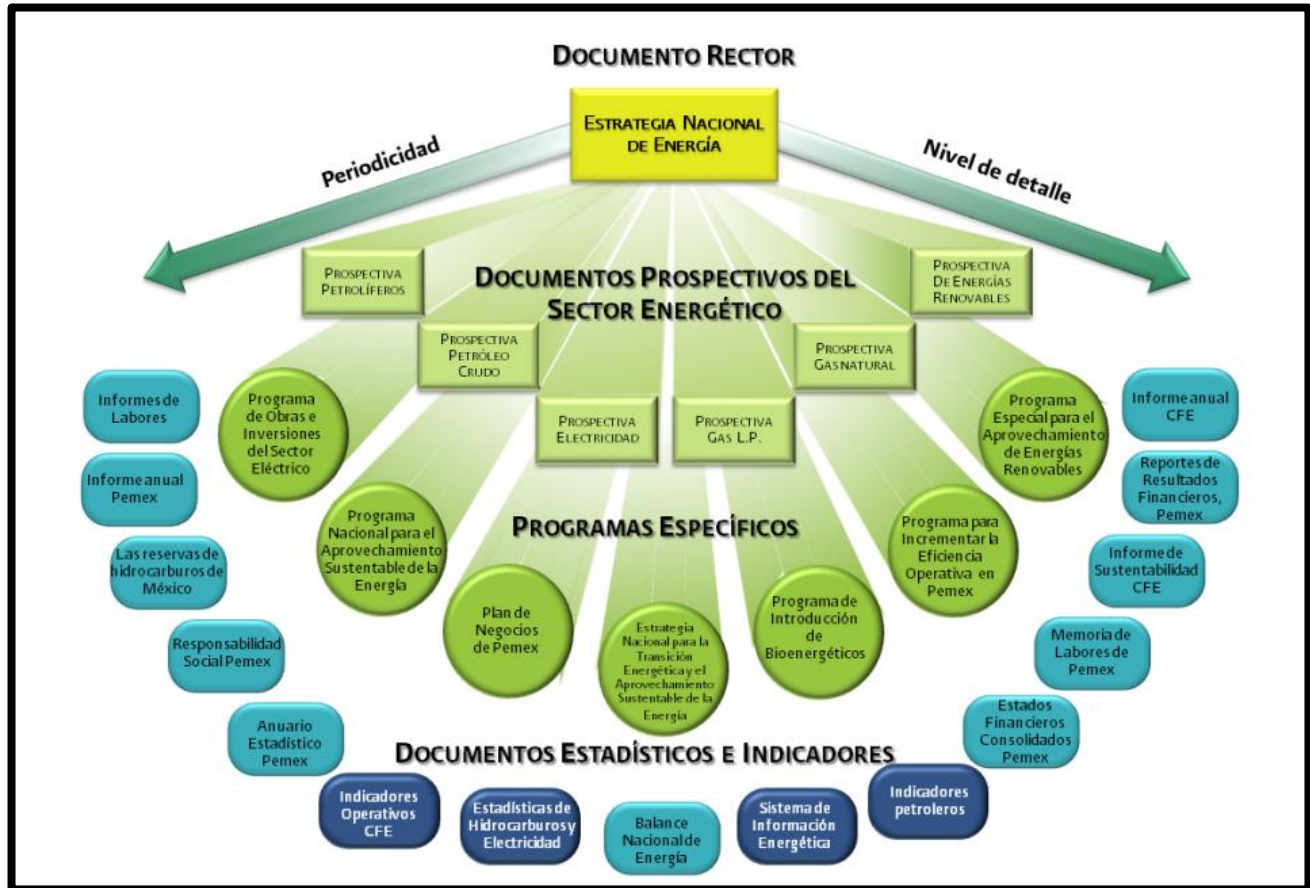 DOCUMENTO RECTOR
ESTRATEGIA NACIONAL
DE ENERGÍA
Periodicidad
Nivel de detalle
PROSPECTIVA
PETROLÍFEROS
DOCUMENTOS PROSPECTIVOS DEL
SECTOR ENERGÉTICO
PROSPECTIVA
DE ENERGÍAS
RENOVABLES
PROSPECTIVA
PETRÓLEO
CRUDO
PROSPECTIVA
GAS NATURAL
PROSPECTIVA
ELECTRICIDAD
PROSPECTIVA
GAS L.P.
Informes de
Labores
Programa
de Obras e
Inversiones
del Sector
Eléctrico
Programa
Especial para el
Aprovechamiento
de Energías
Renovables
Informe anual
CFE
Informe anual
Pemex
Reportes de
Resultados
Financieros,
Pemex
PROGRAMAS ESPECÍFICOS
Programa
Nacional para el
Aprovechamiento
Sustentable de la
Energía
Programa para
Incrementar la
Eficiencia
Operativa en
Pemex
Las reservas de
hidrocarburos de
México
Informe de
Sustentabilidad
CFE
Plan de
Negocios
de Pemex
Estrategia
Nacional para la
Transición
Energética y el
Aprovechamiento
Sustentable de la
Energía
Programa de
Introducción
de
Bioenergéticos
Responsabilidad
Social Pemex
Memoria de
Labores de
Pemex
Anuario
Estadístico
Pemex
Estados
Financieros
Consolidados
Pemex
DOCUMENTOS ESTADÍSTICOS E INDICADORES
Indicadores
Operativos
CFE
Estadísticas de
Hidrocarburos y
Electricidad
Balance
Nacional de
Energía
Sistema de
Información
Energética
Indicadores
petroleros